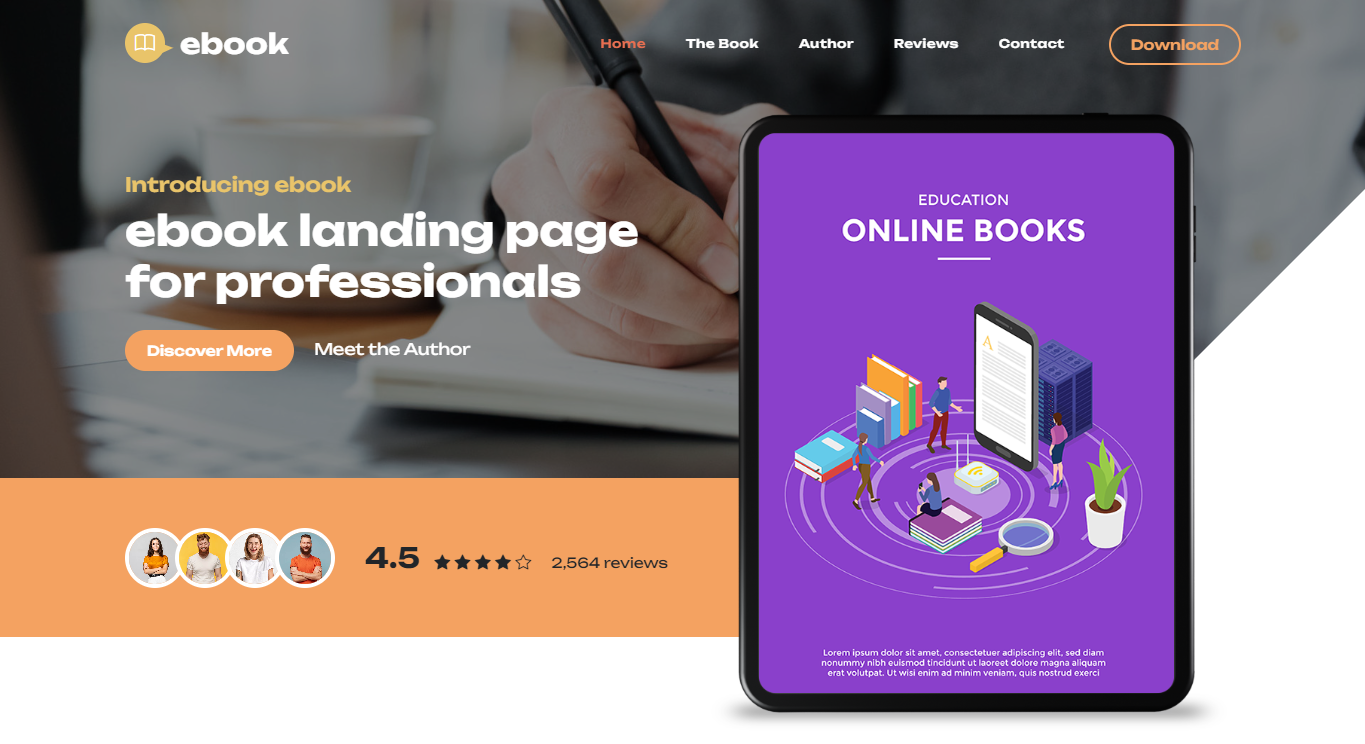 ebook
Home The Book Author Reviews Contact Download
Introducing ebook
ebook landing page
for professionals
Discover More Meet the Author
4.5 2,564 reviews
EDUCATION
ONLINE BOOKS
A
Lorem ipsum dolor sit amet, consectetuer adipiscing elit, sed diam
nonummy nibh euismod tincidunt ut laoreet dolore magna aliquam
erat volutpat. Ut wisi enim ad minim veniam, quis nostrud exerci